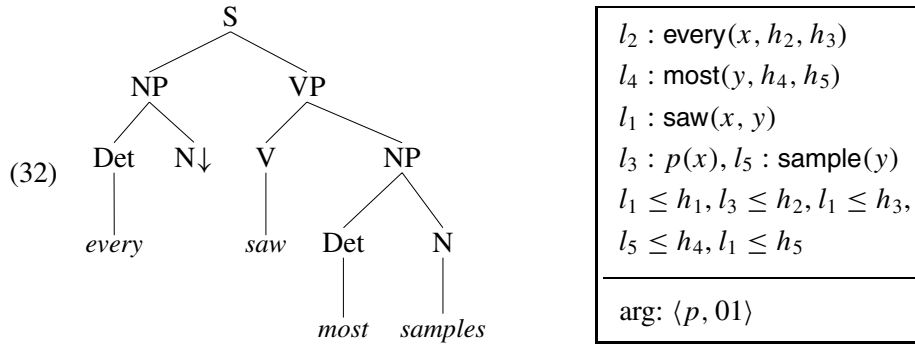 S
NP VP
(32) Det N↓ V NP
every saw Det N
most samples
l₂ : every(x, h₂, h₃)
l₄ : most(y, h₄, h₅)
l₁ : saw(x, y)
l₃ : p(x), l₅ : sample(y)
l₁ ≤ h₁, l₃ ≤ h₂, l₁ ≤ h₃,
l₅ ≤ h₄, l₁ ≤ h₅
arg: ⟨p, 01⟩